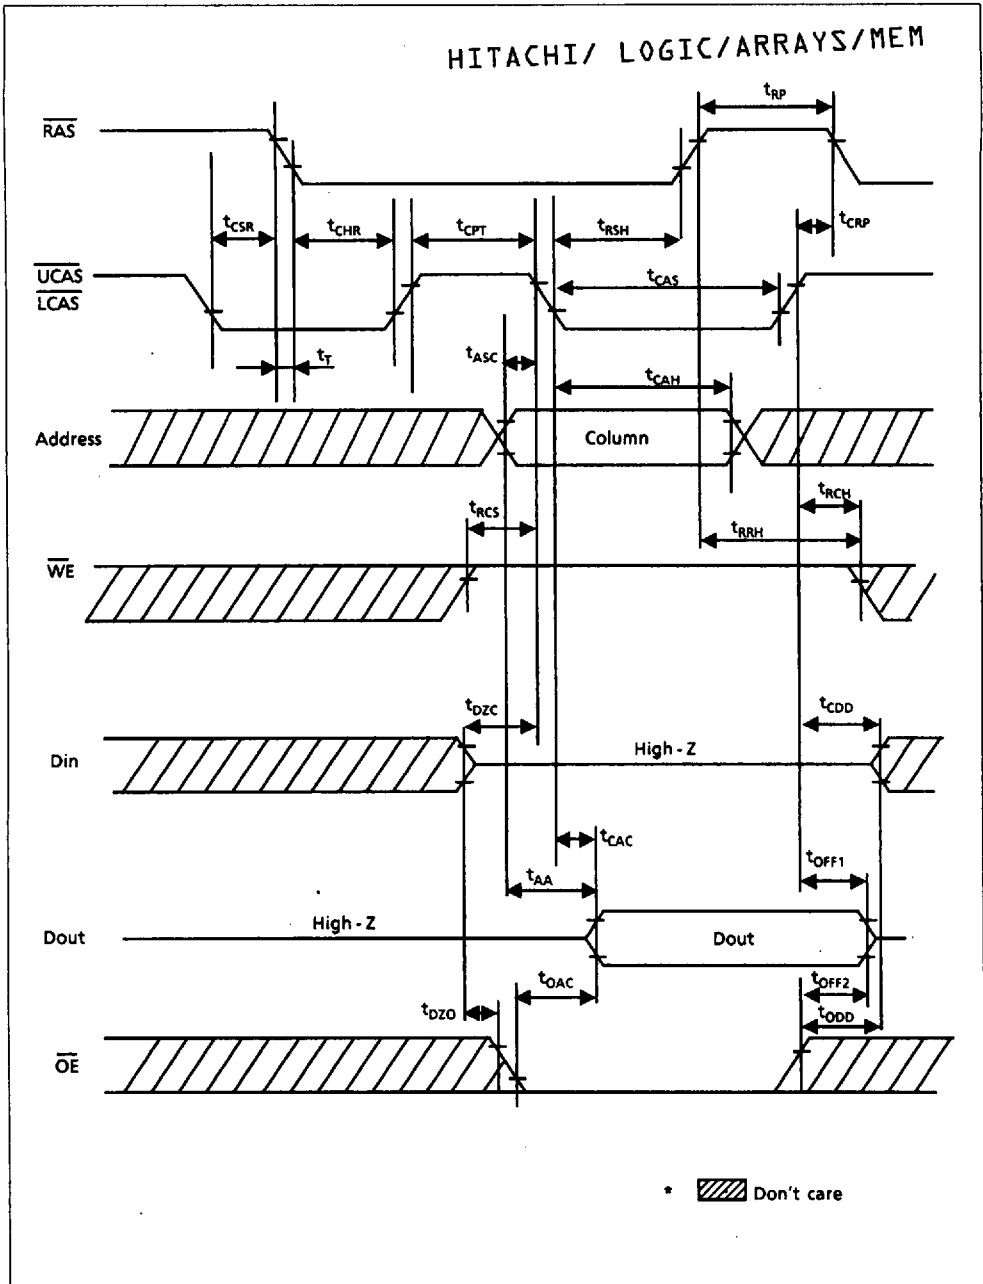 HITACHI/ LOGIC/ARRAYS/MEM
tRP
RAS
tCSR
tCHR
tCPT
tRSH
tCRP
UCAS
LCAS
tCAS
tT
tASC
tCAH
Address
Column
tRCS
tRCH
tRRH
WE
tDZC
tCDD
Din
High - Z
tCAC
tAA
tOFF1
High - Z
Dout
Dout
tOAC
tOFF2
tDZO
tODD
OE
* Don't care